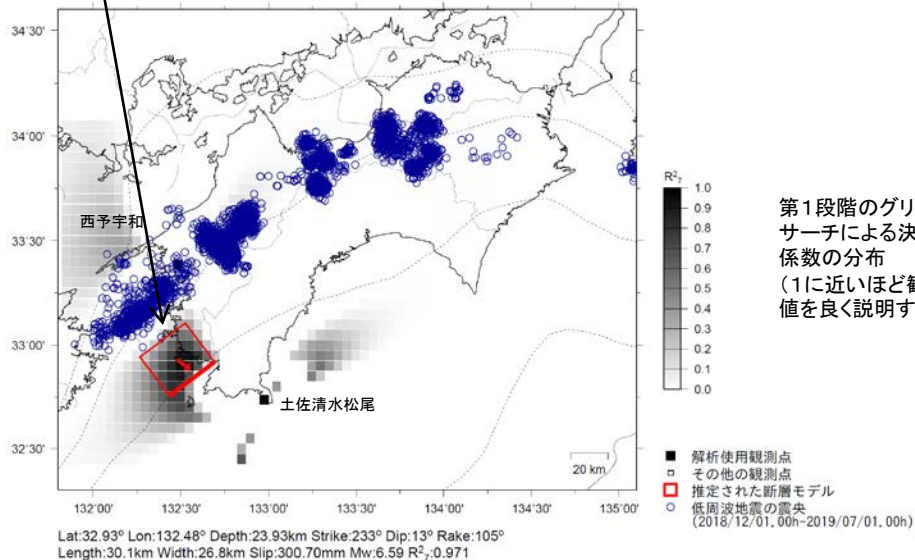 34°30'
34°00'
33°30'
33°00'
32°30'
132°00'
132°30'
133°00'
133°30'
134°00'
134°30'
135°00'
西予宇和
土佐清水松尾
20 km
R²₇
1.0
0.9
0.8
0.7
0.6
0.5
0.4
0.3
0.2
0.1
0.0
第1段階のグリ
サーチによる決
係数の分布
(1に近いほど観
値を良く説明す
解析使用観測点
その他の観測点
推定された断層モデル
低周波地震の震央
(2018/12/01.00h-2019/07/01.00h)
Lat:32.93° Lon:132.48° Depth:23.93km Strike:233° Dip:13° Rake:105°
Length:30.1km Width:26.8km Slip:300.70mm Mw:6.59 R²₇:0.971